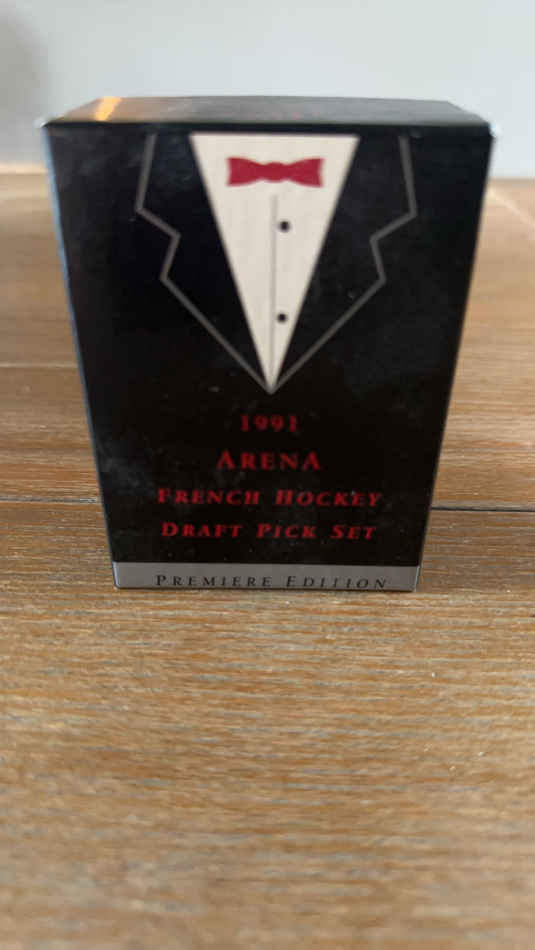 1991
ARENA
FRENCH HOCKEY
DRAFT PICK SET
PREMIERE EDITION